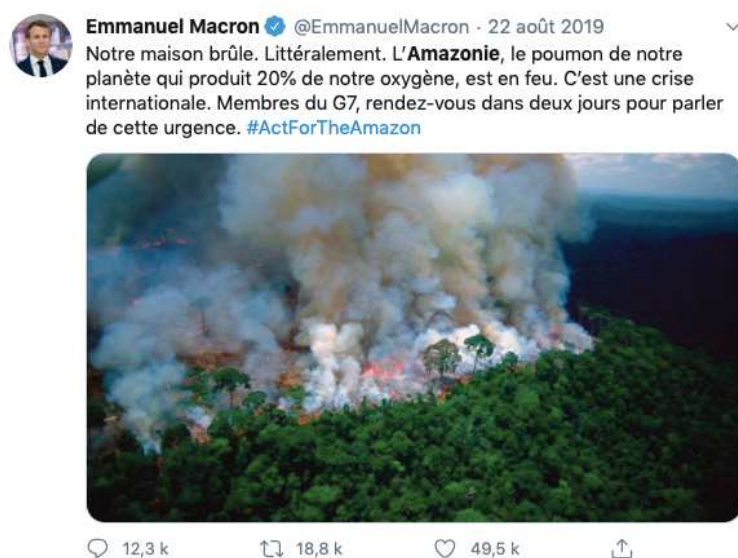 Emmanuel Macron @EmmanuelMacron · 22 août 2019
Notre maison brûle. Littéralement. L’Amazonie, le poumon de notre
planète qui produit 20% de notre oxygène, est en feu. C’est une crise
internationale. Membres du G7, rendez-vous dans deux jours pour parler
de cette urgence. #ActForTheAmazon
12,3 k 18,8 k 49,5 k